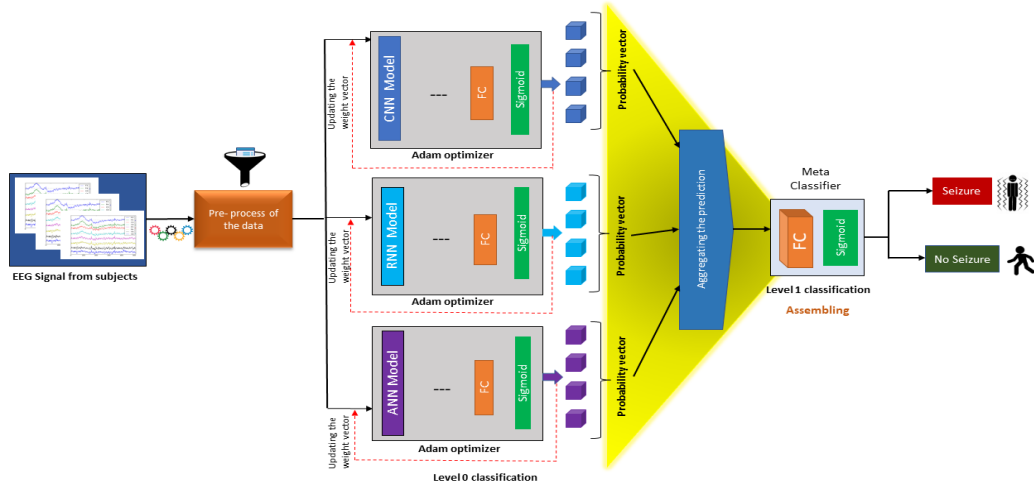 EEG Signal from subjects
Pre- process of
the data
Updating the
weight vector
CNN Model
---
FC
Sigmoid
Adam optimizer
Probability vector
Updating the
weight vector
RNN Model
---
FC
Sigmoid
Adam optimizer
Probability vector
Updating the
weight vector
ANN Model
---
FC
Sigmoid
Adam optimizer
Probability vector
Level 0 classification
Aggregating the prediction
Meta
Classifier
FC
Sigmoid
Level 1 classification
Assembling
Seizure
No Seizure